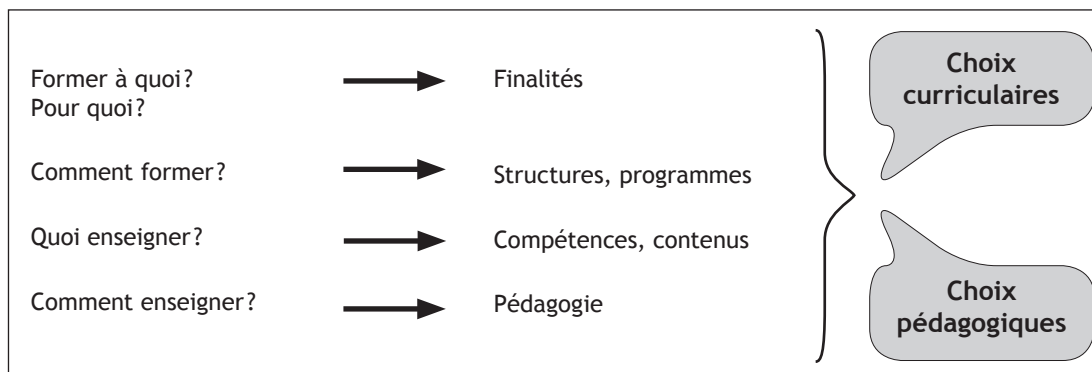 Former à quoi?
Pour quoi?
Finalités
Comment former?
Structures, programmes
Quoi enseigner?
Compétences, contenus
Comment enseigner?
Pédagogie
Choix
curriculaires
Choix
pédagogiques